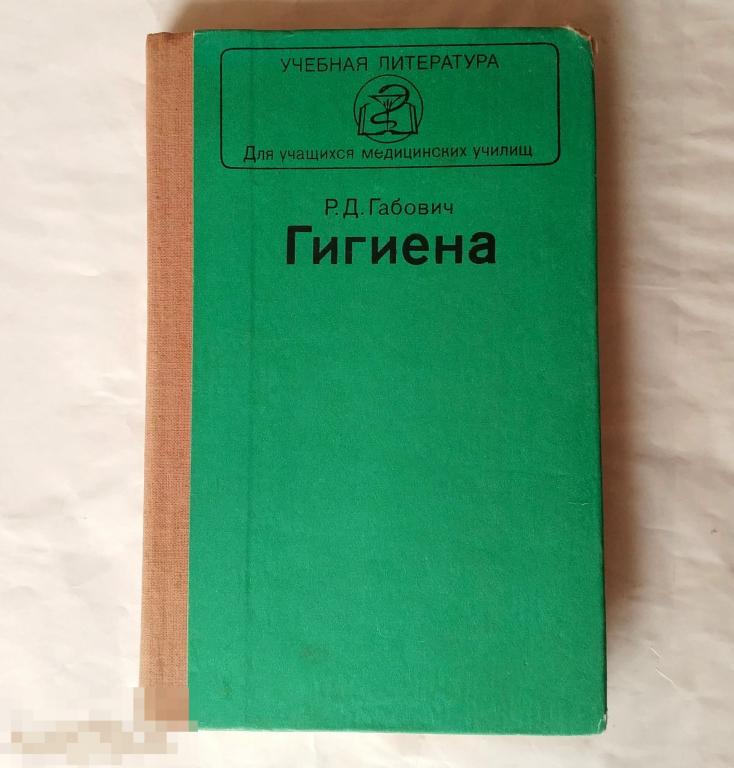 УЧЕБНАЯ ЛИТЕРАТУРА
Для учащихся медицинских училищ
Р.Д. Габович
Гигиена